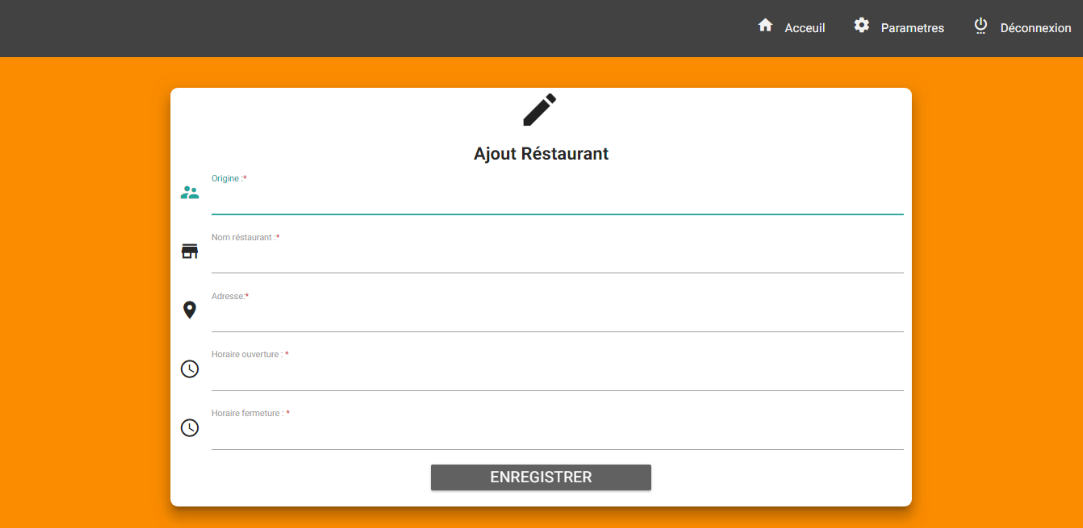 Acceuil Parametres Déconnexion
Ajout Réstaurant
Origine :*
Nom réstaurant :*
Adresse:*
Horaire ouverture : *
Horaire fermeture : *
ENREGISTRER